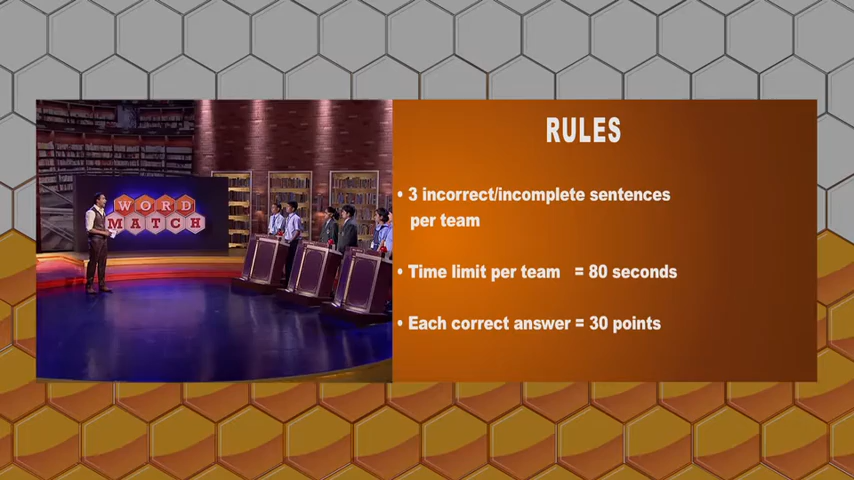 WORD
MATCH
RULES
• 3 incorrect/incomplete sentences
per team
• Time limit per team = 80 seconds
• Each correct answer = 30 points